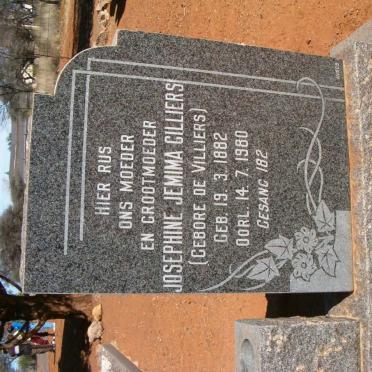 HIER RUS
ONS MOEDER
EN GROOTMOEDER
JOSEPHINE JEMIMA CILLIERS
(GEBORE DE VILLIERS)
GEB. 19. 3. 1882
OORL. 14. 7. 1980
GESANG 182